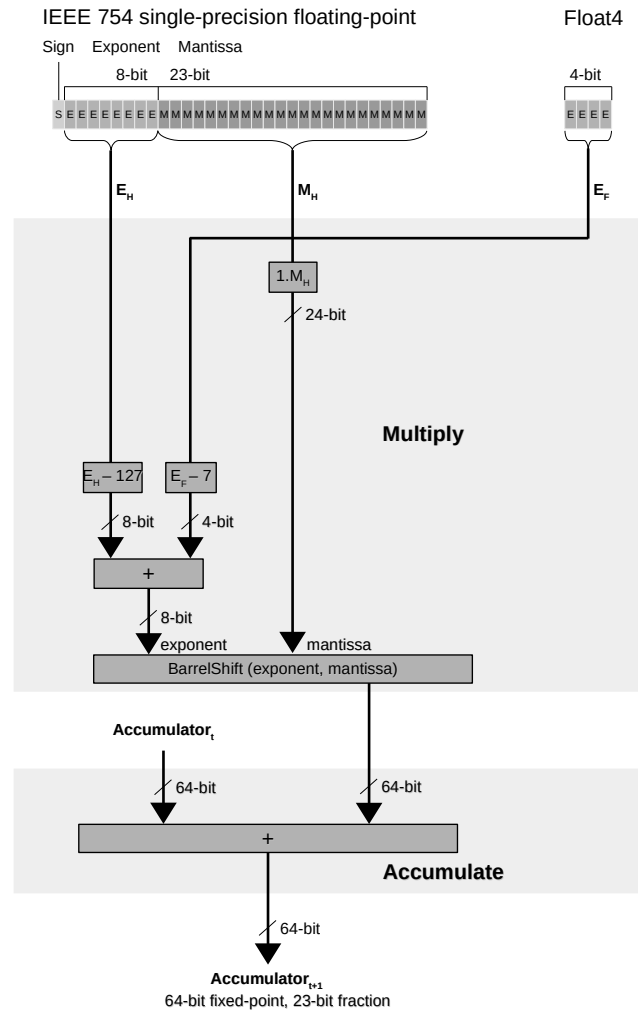 IEEE 754 single-precision floating-point Float4
Sign Exponent Mantissa
8-bit 23-bit 4-bit
S E E E E E E E E M M M M M M M M M M M M M M M M M M M M M M M E E E E
E_H M_H E_F
1.M_H
24-bit
Multiply
E_H – 127 E_F – 7
8-bit 4-bit
+
8-bit
exponent mantissa
BarrelShift (exponent, mantissa)
Accumulator_t
64-bit 64-bit
+
Accumulate
64-bit
Accumulator_t+1
64-bit fixed-point, 23-bit fraction